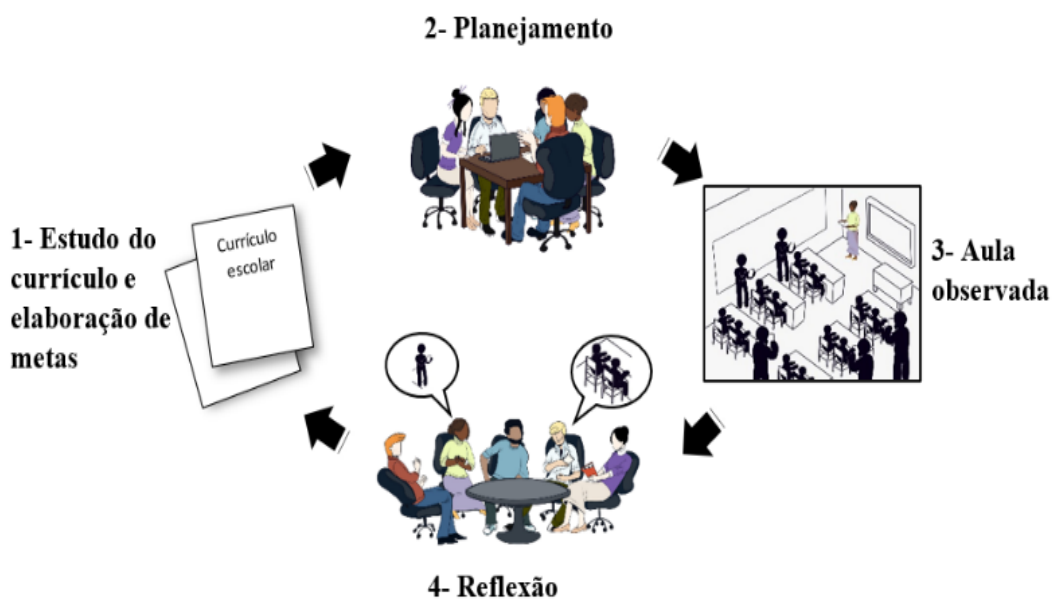 2- Planejamento
1- Estudo do
currículo e
elaboração de
metas
Currículo
escolar
3- Aula
observada
4- Reflexão